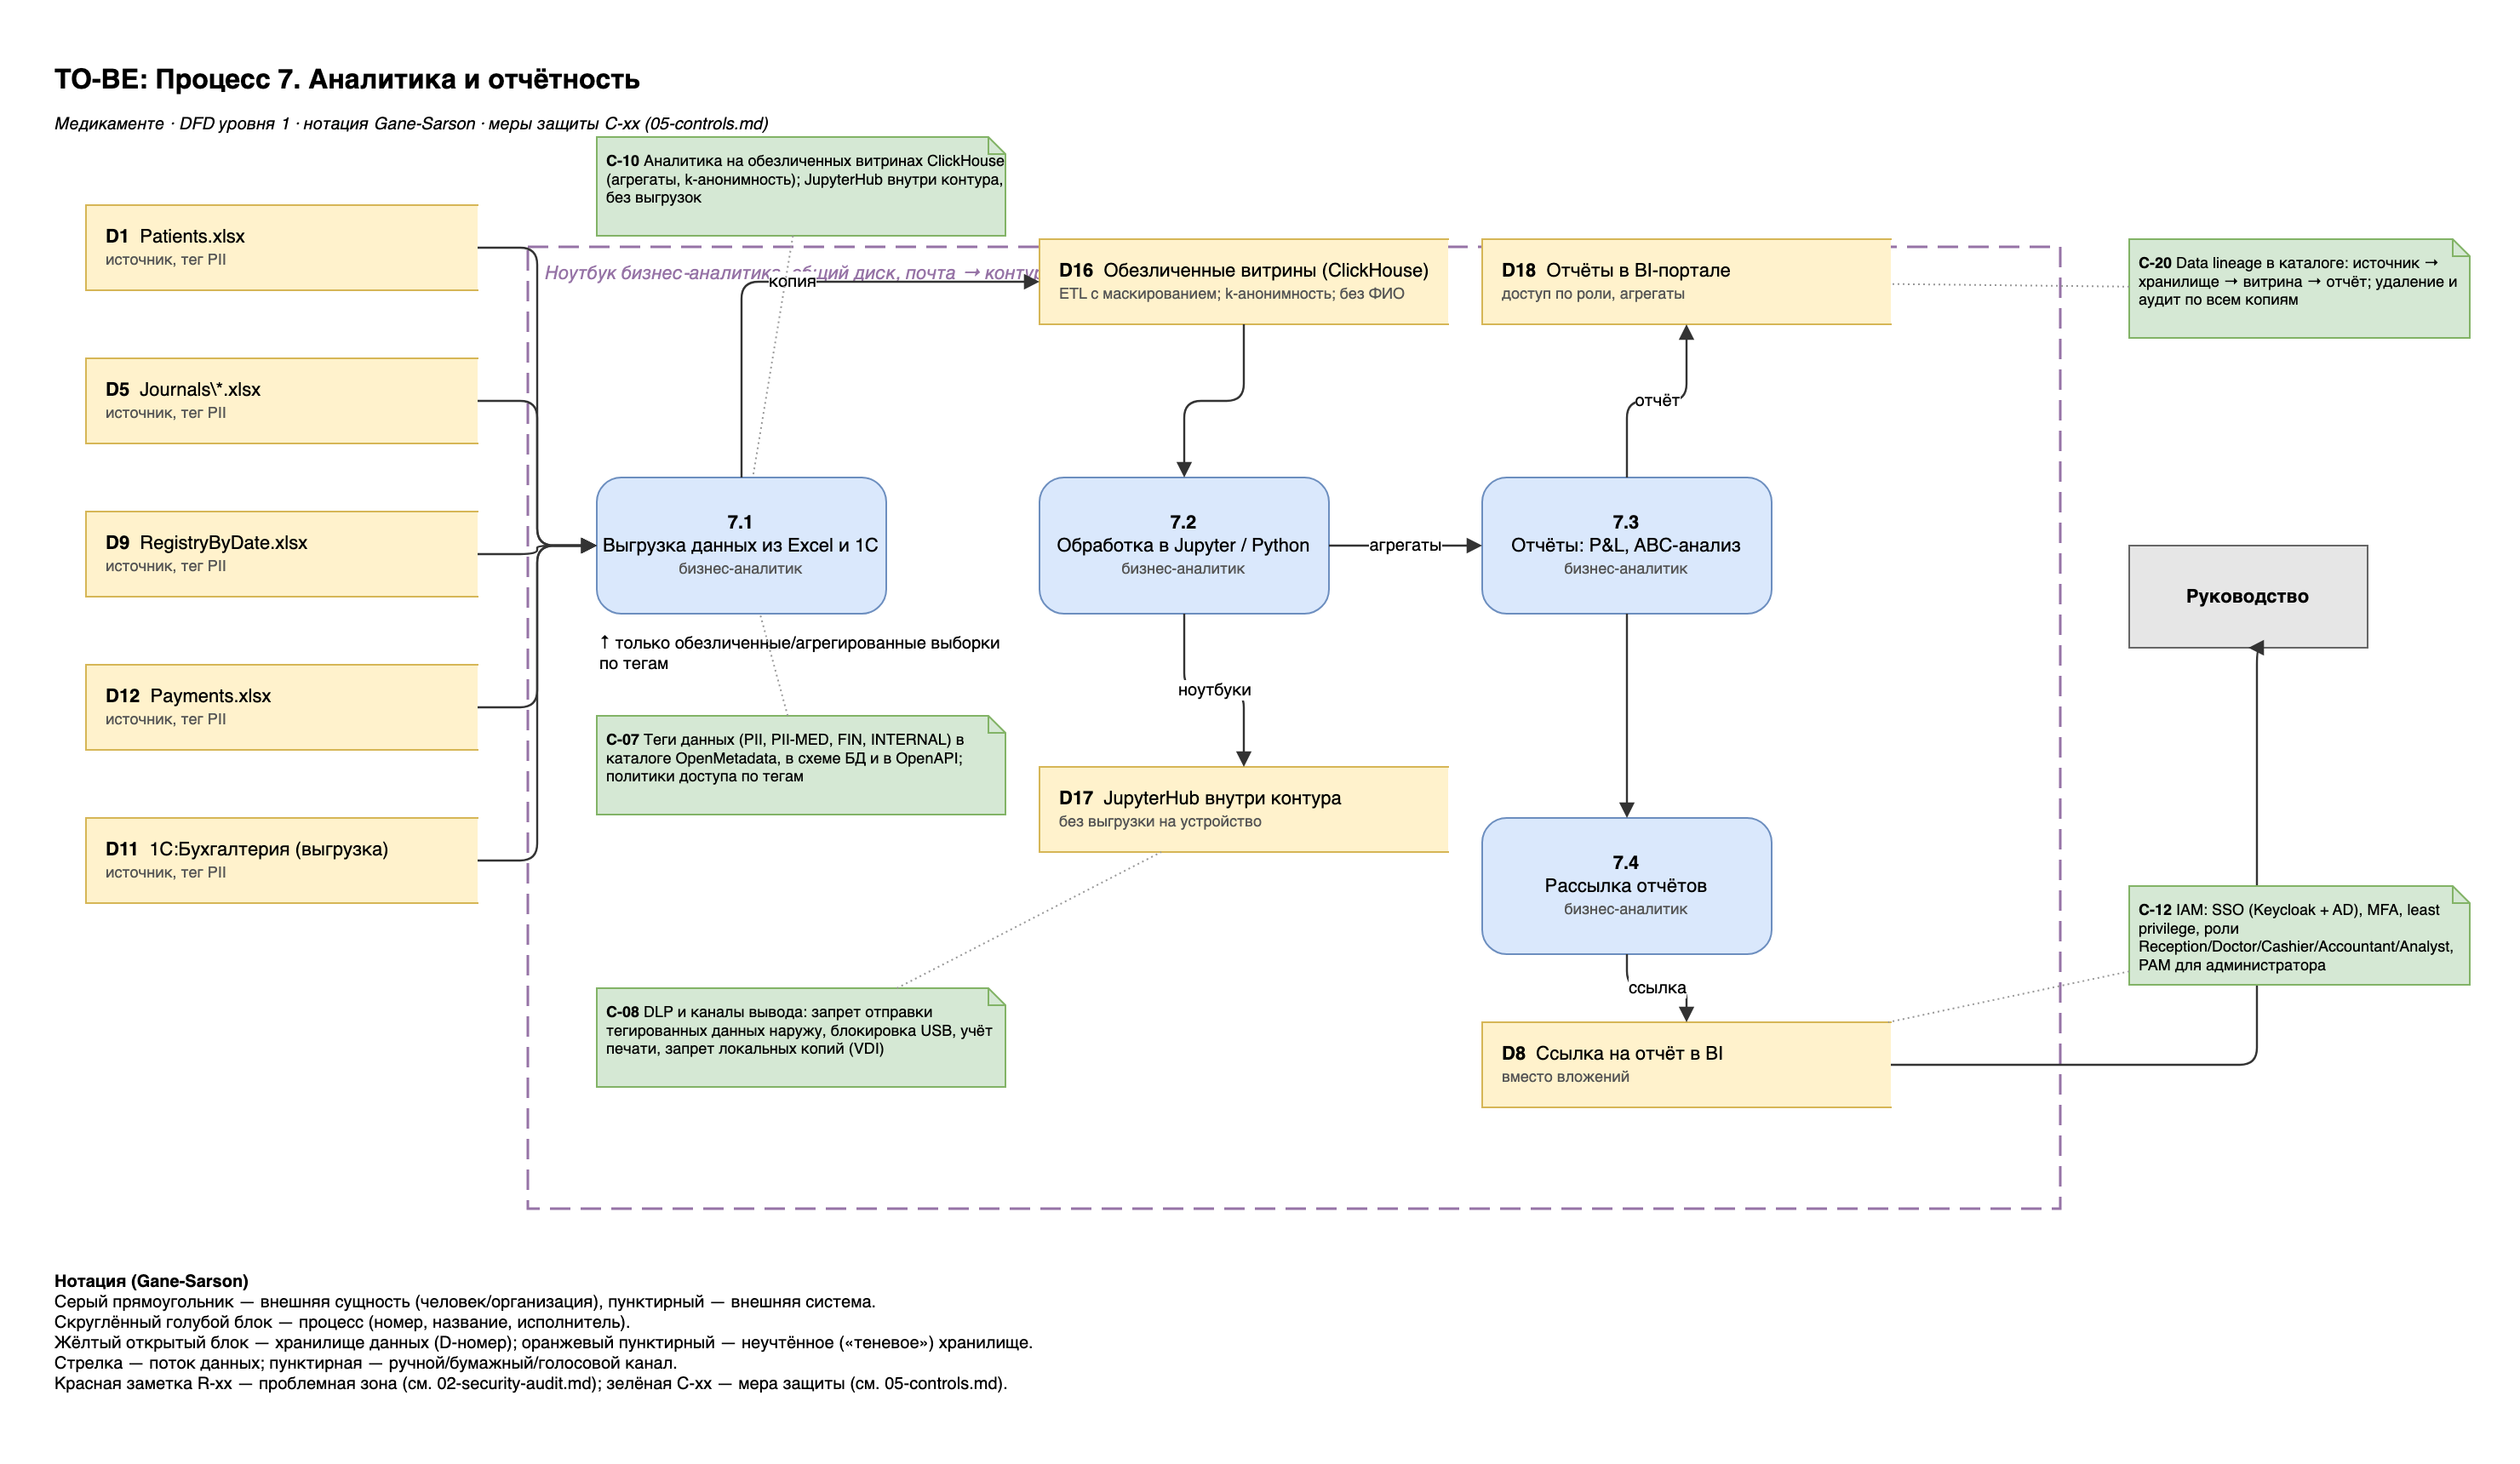 TO-BE: Процесс 7. Аналитика и отчётность
Медикаменте · DFD уровня 1 · нотация Gane-Sarson · меры защиты C-xx (05-controls.md)
C-10 Аналитика на обезличенных витринах ClickHouse
(агрегаты, k-анонимность); JupyterHub внутри контура,
без выгрузок
D1 Patients.xlsx
источник, тег PII
D5 Journals\*.xlsx
источник, тег PII
D9 RegistryByDate.xlsx
источник, тег PII
D12 Payments.xlsx
источник, тег PII
D11 1С:Бухгалтерия (выгрузка)
источник, тег PII
Ноутбук бизнес-аналитика, общий диск, почта → контур
копия
D16 Обезличенные витрины (ClickHouse)
ETL с маскированием; k-анонимность; без ФИО
D18 Отчёты в BI-портале
доступ по роли, агрегаты
C-20 Data lineage в каталоге: источник →
хранилище → витрина → отчёт; удаление и
аудит по всем копиям
отчёт
7.1
Выгрузка данных из Excel и 1С
бизнес-аналитик
7.2
Обработка в Jupyter / Python
бизнес-аналитик
агрегаты
7.3
Отчёты: P&L, ABC-анализ
бизнес-аналитик
Руководство
↑ только обезличенные/агрегированные выборки
по тегам
ноутбуки
C-07 Теги данных (PII, PII-MED, FIN, INTERNAL) в
каталоге OpenMetadata, в схеме БД и в OpenAPI;
политики доступа по тегам
D17 JupyterHub внутри контура
без выгрузки на устройство
7.4
Рассылка отчётов
бизнес-аналитик
C-12 IAM: SSO (Keycloak + AD), MFA, least
privilege, роли
Reception/Doctor/Cashier/Accountant/Analyst,
PAM для администратора
ссылка
C-08 DLP и каналы вывода: запрет отправки
тегированных данных наружу, блокировка USB, учёт
печати, запрет локальных копий (VDI)
D8 Ссылка на отчёт в BI
вместо вложений
Нотация (Gane-Sarson)
Серый прямоугольник — внешняя сущность (человек/организация), пунктирный — внешняя система.
Скруглённый голубой блок — процесс (номер, название, исполнитель).
Жёлтый открытый блок — хранилище данных (D-номер); оранжевый пунктирный — неучтённое («теневое») хранилище.
Стрелка — поток данных; пунктирная — ручной/бумажный/голосовой канал.
Красная заметка R-xx — проблемная зона (см. 02-security-audit.md); зелёная C-xx — мера защиты (см. 05-controls.md).